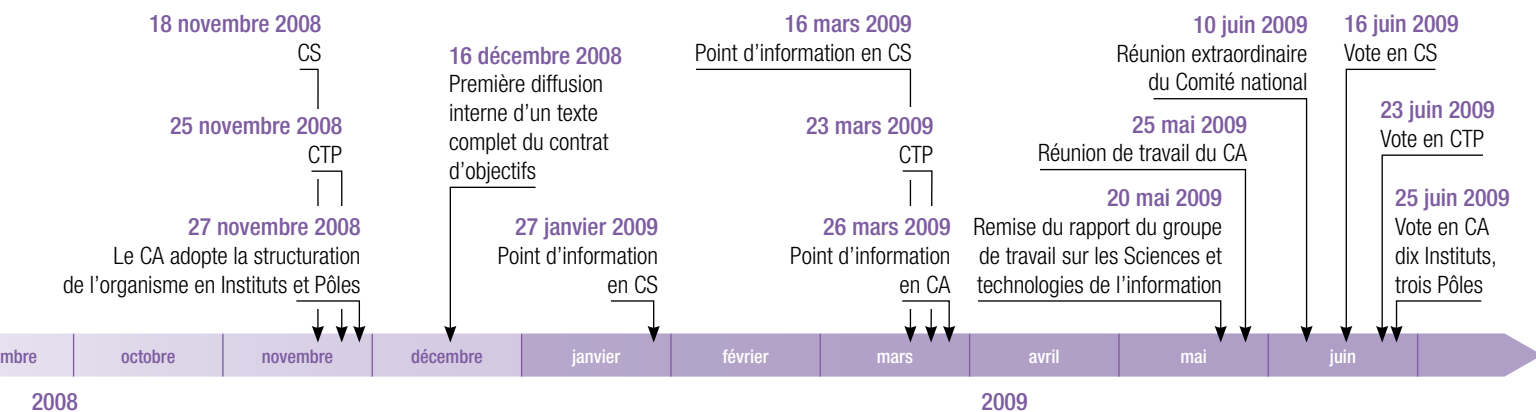 18 novembre 2008
CS
25 novembre 2008
CTP
27 novembre 2008
Le CA adopte la structuration
de l'organisme en Instituts et Pôles
16 décembre 2008
Première diffusion
interne d'un texte
complet du contrat
d'objectifs
27 janvier 2009
Point d'information
en CS
16 mars 2009
Point d'information en CS
23 mars 2009
CTP
26 mars 2009
Point d'information
en CA
10 juin 2009
Réunion extraordinaire
du Comité national
25 mai 2009
Réunion de travail du CA
20 mai 2009
Remise du rapport du groupe
de travail sur les Sciences et
technologies de l'information
16 juin 2009
Vote en CS
23 juin 2009
Vote en CTP
25 juin 2009
Vote en CA
dix Instituts,
trois Pôles
mbre octobre novembre décembre janvier février mars avril mai juin
2008 2009